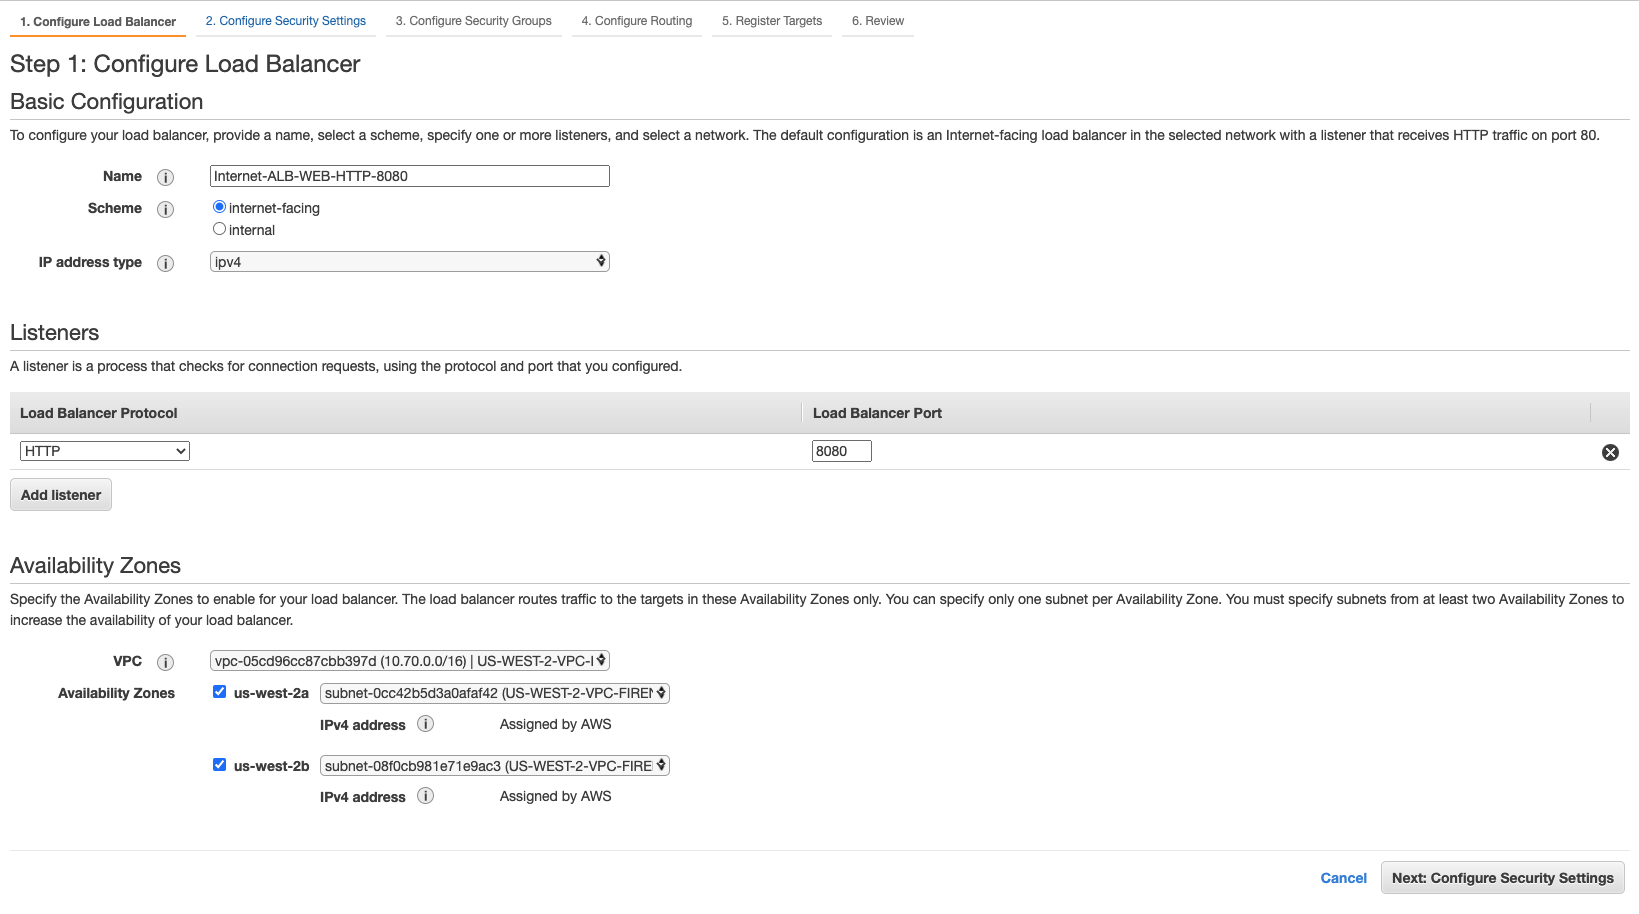 1. Configure Load Balancer 2. Configure Security Settings 3. Configure Security Groups 4. Configure Routing 5. Register Targets 6. Review
Step 1: Configure Load Balancer
Basic Configuration
To configure your load balancer, provide a name, select a scheme, specify one or more listeners, and select a network. The default configuration is an Internet-facing load balancer in the selected network with a listener that receives HTTP traffic on port 80.
Name i Internet-ALB-WEB-HTTP-8080
Scheme i internet-facing
internal
IP address type i ipv4
Listeners
A listener is a process that checks for connection requests, using the protocol and port that you configured.
Load Balancer Protocol Load Balancer Port
HTTP 8080
Add listener
Availability Zones
Specify the Availability Zones to enable for your load balancer. The load balancer routes traffic to the targets in these Availability Zones only. You can specify only one subnet per Availability Zone. You must specify subnets from at least two Availability Zones to
increase the availability of your load balancer.
VPC i vpc-05cd96cc87cbb397d (10.70.0.0/16) | US-WEST-2-VPC-
Availability Zones us-west-2a subnet-0cc42b5d3a0afaf42 (US-WEST-2-VPC-FIREN
IPv4 address i Assigned by AWS
us-west-2b subnet-08f0cb981e71e9ac3 (US-WEST-2-VPC-FIRE
IPv4 address i Assigned by AWS
Cancel Next: Configure Security Settings